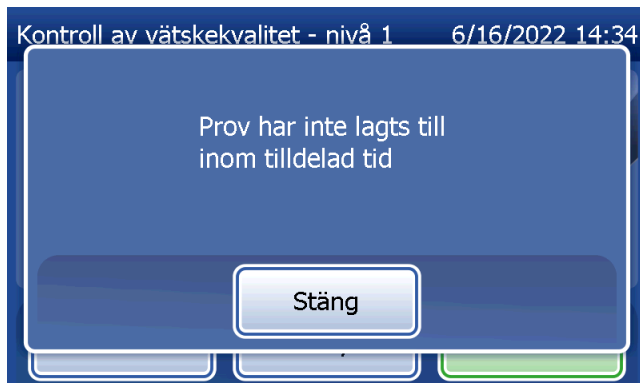 Kontroll av vätskekvalitet - nivå 1 6/16/2022 14:34
Prov har inte lagts till
inom tilldelad tid
Stäng